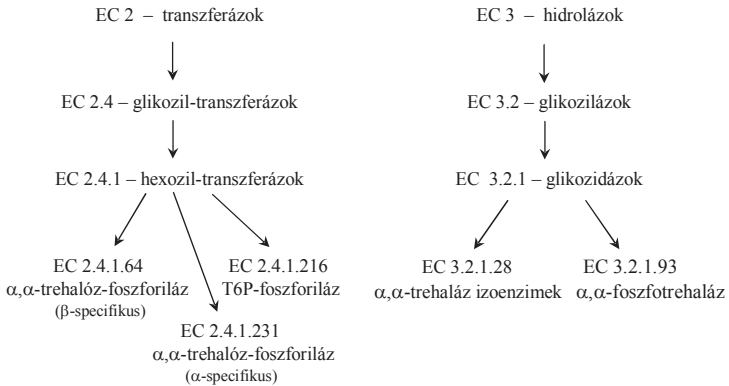 EC 2 – transzferázok
EC 2.4 – glikozil-transzferázok
EC 2.4.1 – hexozil-transzferázok
EC 2.4.1.64
α,α-trehalóz-foszforiláz
(β-specifikus)
EC 2.4.1.216
T6P-foszforiláz
EC 2.4.1.231
α,α-trehalóz-foszforiláz
(α-specifikus)
EC 3 – hidrolázok
EC 3.2 – glikozilázok
EC 3.2.1 – glikozidázok
EC 3.2.1.28
α,α-trehaláz izoenzimek
EC 3.2.1.93
α,α-foszfotrehaláz